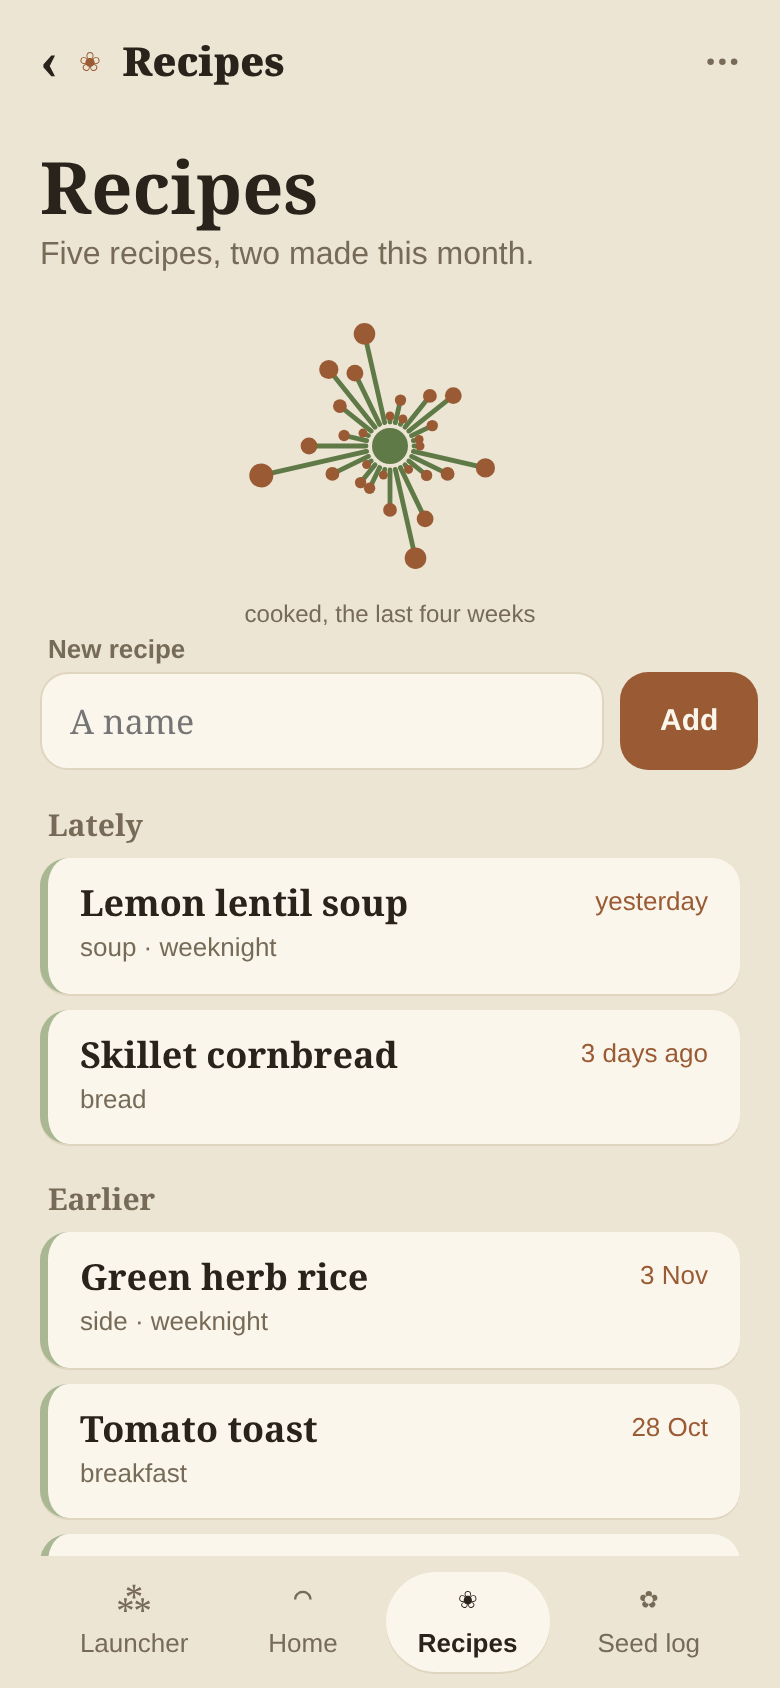 Recipes
Recipes
Five recipes, two made this month.
cooked, the last four weeks
New recipe
A name
Add
Lately
Lemon lentil soup
yesterday
soup · weeknight
Skillet cornbread
3 days ago
bread
Earlier
Green herb rice
3 Nov
side · weeknight
Tomato toast
28 Oct
breakfast
Launcher
Home
Recipes
Seed log